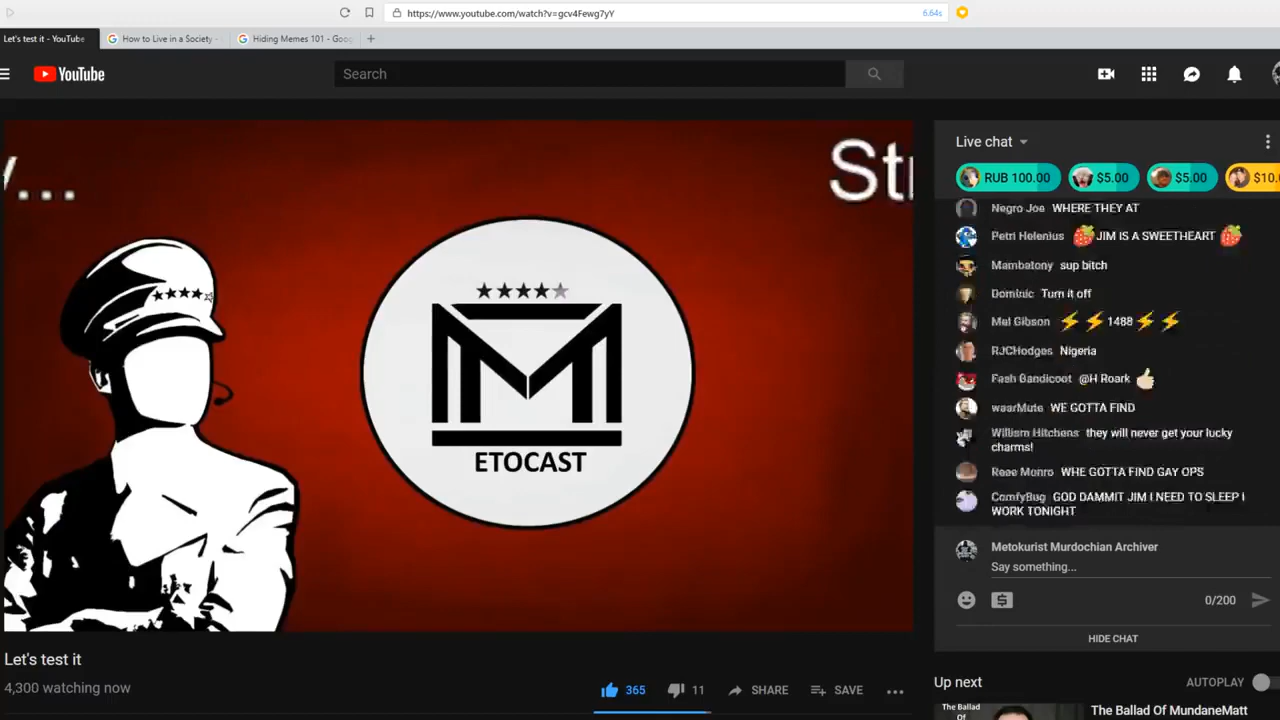 https://www.youtube.com/watch?v=gcv4Fewg7yY
6.64s
Let's test it - YouTube
How to Live in a Society -
Hiding Memes 101 - Goog
YouTube
Search
Live chat
RUB 100.00
$5.00
$5.00
$10.0
Str
ETOCAST
Negro Joe WHERE THEY AT
Petri Helenius JIM IS A SWEETHEART
Mambatony sup bitch
Dominic Turn it off
Mel Gibson 1488
RJCHodges Nigeria
Fash Bandicoot @H Roark
waarMute WE GOTTA FIND
William Hitchens they will never get your lucky
charms!
Reee Munro WHE GOTTA FIND GAY OPS
ComfyBug GOD DAMMIT JIM I NEED TO SLEEP I
WORK TONIGHT
Metokurist Murdochian Archiver
Say something...
0/200
HIDE CHAT
Let's test it
4,300 watching now
365
11
SHARE
SAVE
Up next
AUTOPLAY
The Ballad
Of
The Ballad Of MundaneMatt